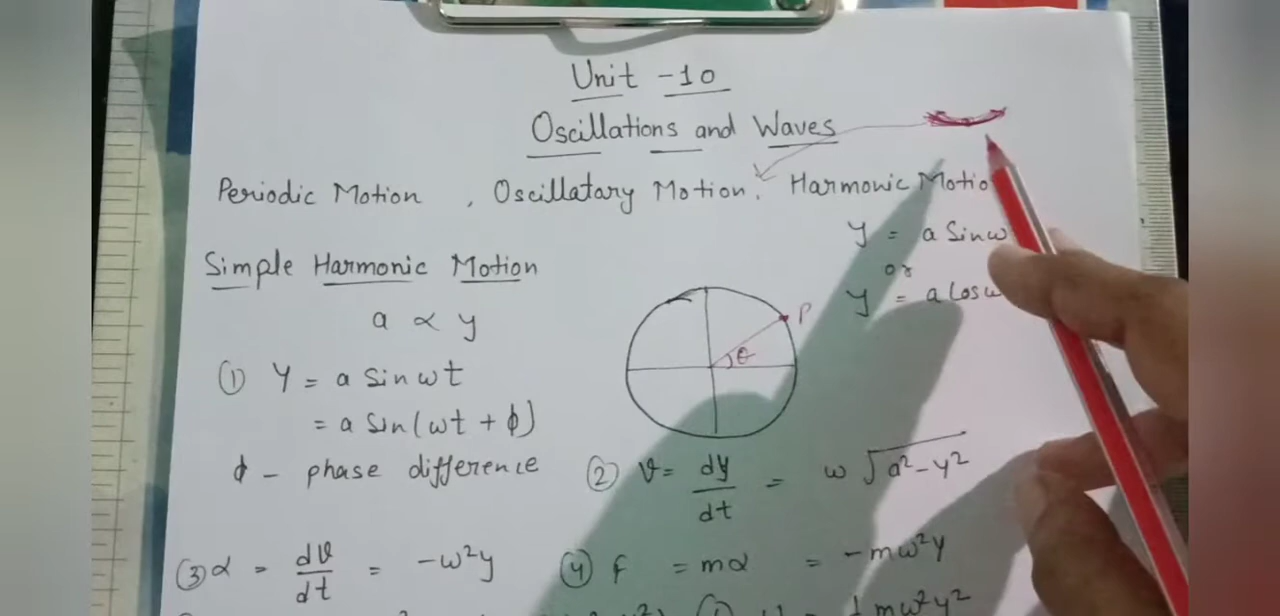 Unit - 10
Oscillations and Waves
Periodic Motion , Oscillatary Motion . Harmonic Motio
y = a Sinω
or
y = a Cosω
Simple Harmonic Motion
a ∝ y
P
θ
① Y = a Sin ωt
= a Sin(ωt + ϕ)
ϕ - phase difference
② v = dy/dt = ω √a²-y²
③ α = dv/dt = -ω²y
④ F = mα = -mω²y